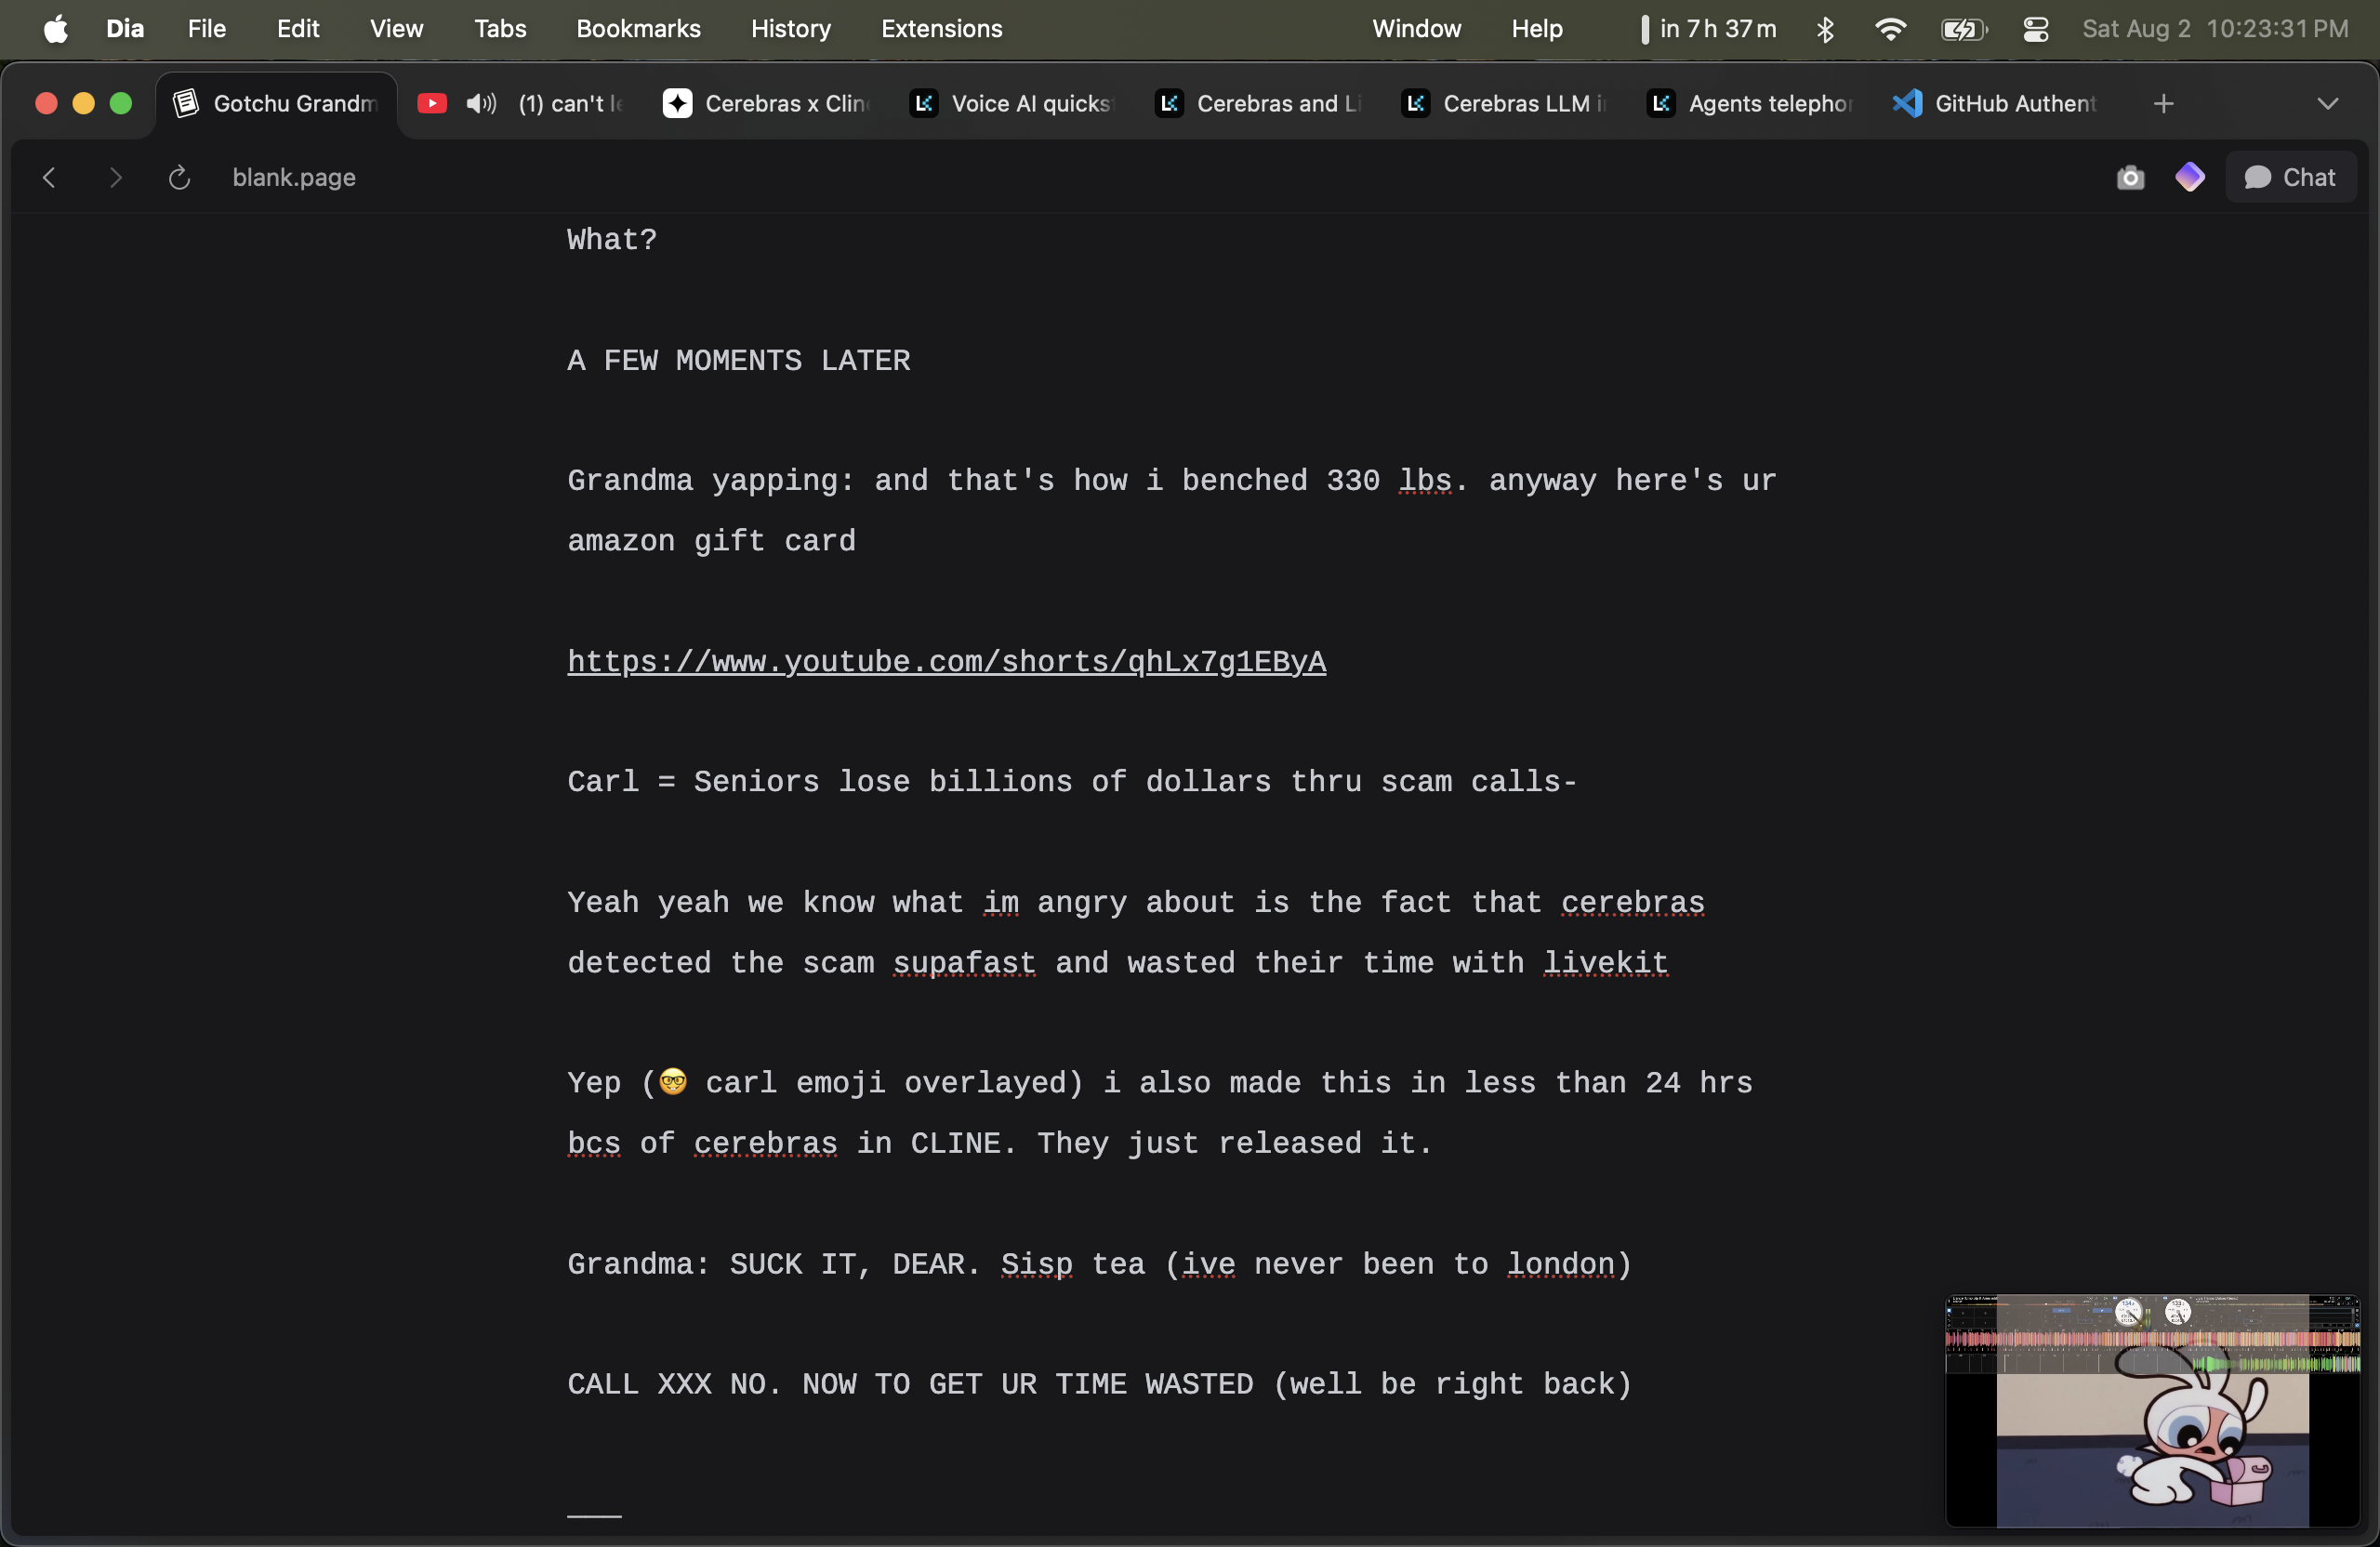 Dia File Edit View Tabs Bookmarks History Extensions Window Help in 7h 37m Sat Aug 2 10:23:31 PM
Gotchu Grandm (1) can't le Cerebras x Clin Voice AI quicks Cerebras and Li Cerebras LLM i Agents telephon GitHub Authent
blank.page Chat
What?
A FEW MOMENTS LATER
Grandma yapping: and that's how i benched 330 lbs. anyway here's ur
amazon gift card
https://www.youtube.com/shorts/qhLx7g1EByA
Carl = Seniors lose billions of dollars thru scam calls-
Yeah yeah we know what im angry about is the fact that cerebras
detected the scam supafast and wasted their time with livekit
Yep (🤓 carl emoji overlayed) i also made this in less than 24 hrs
bcs of cerebras in CLINE. They just released it.
Grandma: SUCK IT, DEAR. Sisp tea (ive never been to london)
CALL XXX NO. NOW TO GET UR TIME WASTED (well be right back)